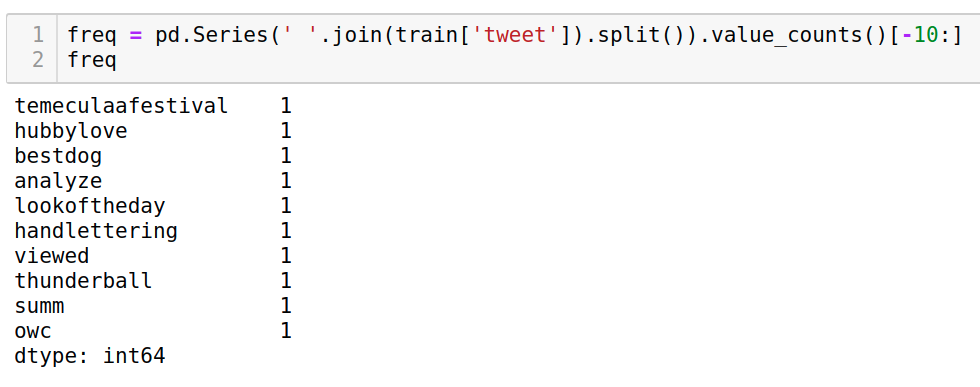 1 freq = pd.Series(' '.join(train['tweet']).split()).value_counts()[-10:]
2 freq
temeculaafestival 1
hubbylove 1
bestdog 1
analyze 1
lookoftheday 1
handlettering 1
viewed 1
thunderball 1
summ 1
owc 1
dtype: int64